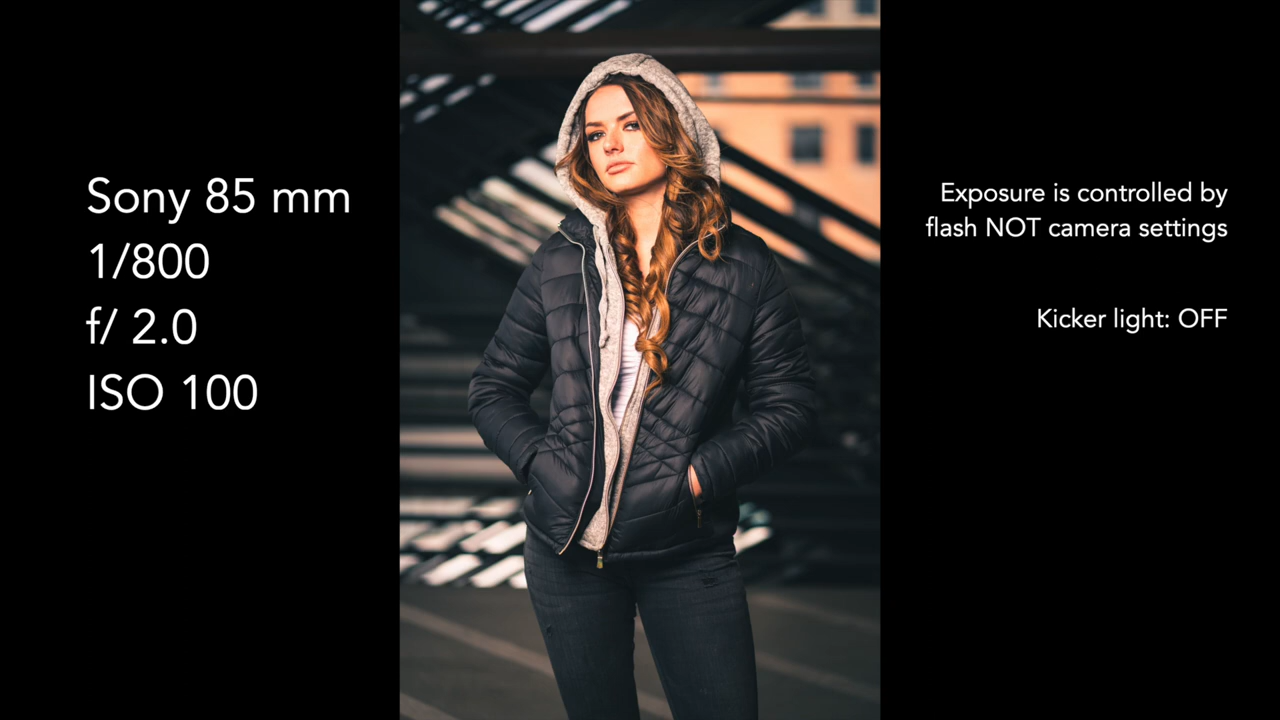 Sony 85 mm
1/800
f/ 2.0
ISO 100
Exposure is controlled by
flash NOT camera settings
Kicker light: OFF